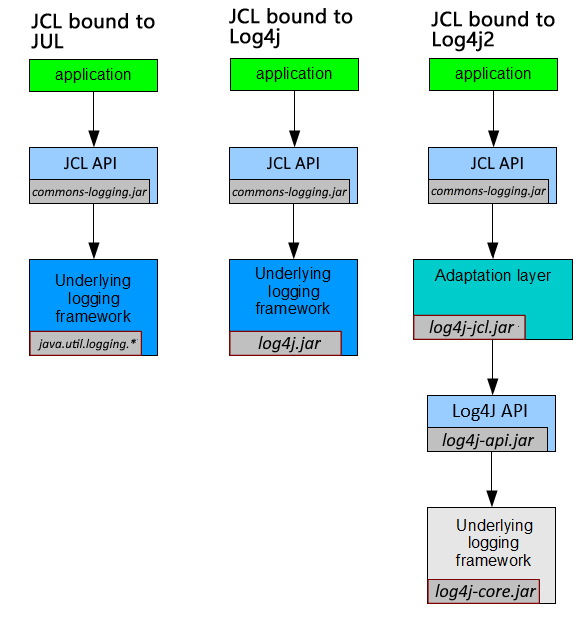 JCL bound to
JUL
application
JCL API
commons-logging.jar
Underlying
logging
framework
java.util.logging.*
JCL bound to
Log4j
application
JCL API
commons-logging.jar
Underlying
logging
framework
log4j.jar
JCL bound to
Log4j2
application
JCL API
commons-logging.jar
Adaptation layer
log4j-jcl.jar
Log4J API
log4j-api.jar
Underlying
logging
framework
log4j-core.jar